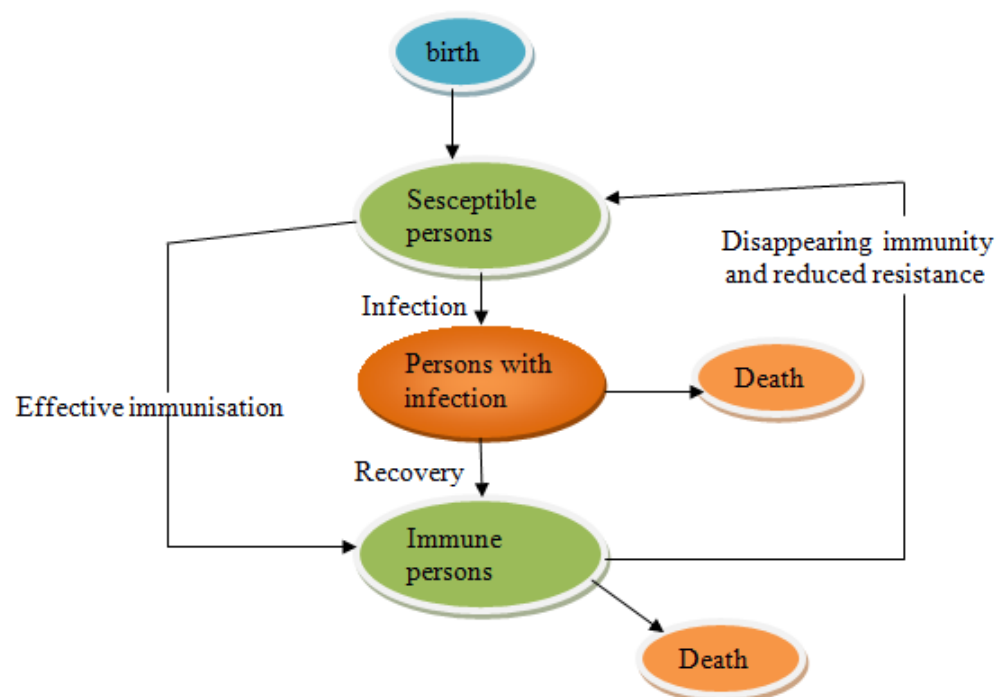 birth
Sesceptible
persons
Disappearing immunity
and reduced resistance
Infection
Persons with
infection
Death
Effective immunisation
Recovery
Immune
persons
Death